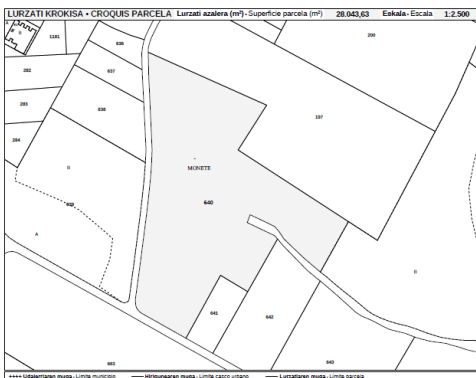 LURZATI KROKISA • CROQUIS PARCELA Lurzati azalera (m²) - Superficie parcela (m²) 28.043,63 Eskala - Escala 1:2.500
A
B
1181
636
200
282
637
283
638
197
284
B
MONETE
639
640
A
B
641
642
683
643
++++ Udalerriaren muga - Límite municipio Hirigunearen muga - Límite casco urbano Lurzatiaren muga - Límite parcela